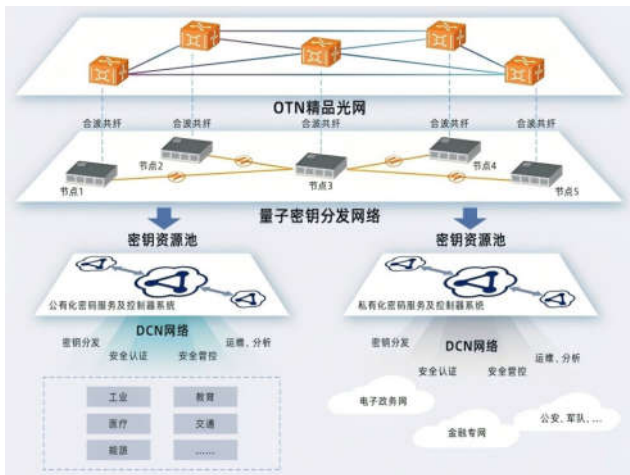 OTN精品光网
合波共纤 合波共纤 合波共纤 合波共纤 合波共纤
节点1 节点2 节点3 节点4 节点5
量子密钥分发网络
密钥资源池 密钥资源池
公有化密码服务及控制器系统 私有化密码服务及控制器系统
DCN网络 DCN网络
密钥分发 安全认证 安全管控 运维、分析
密钥分发 安全认证 安全管控 运维、分析
工业 教育
医疗 交通
能源 ......
电子政务网
金融专网
公安、军队, ...